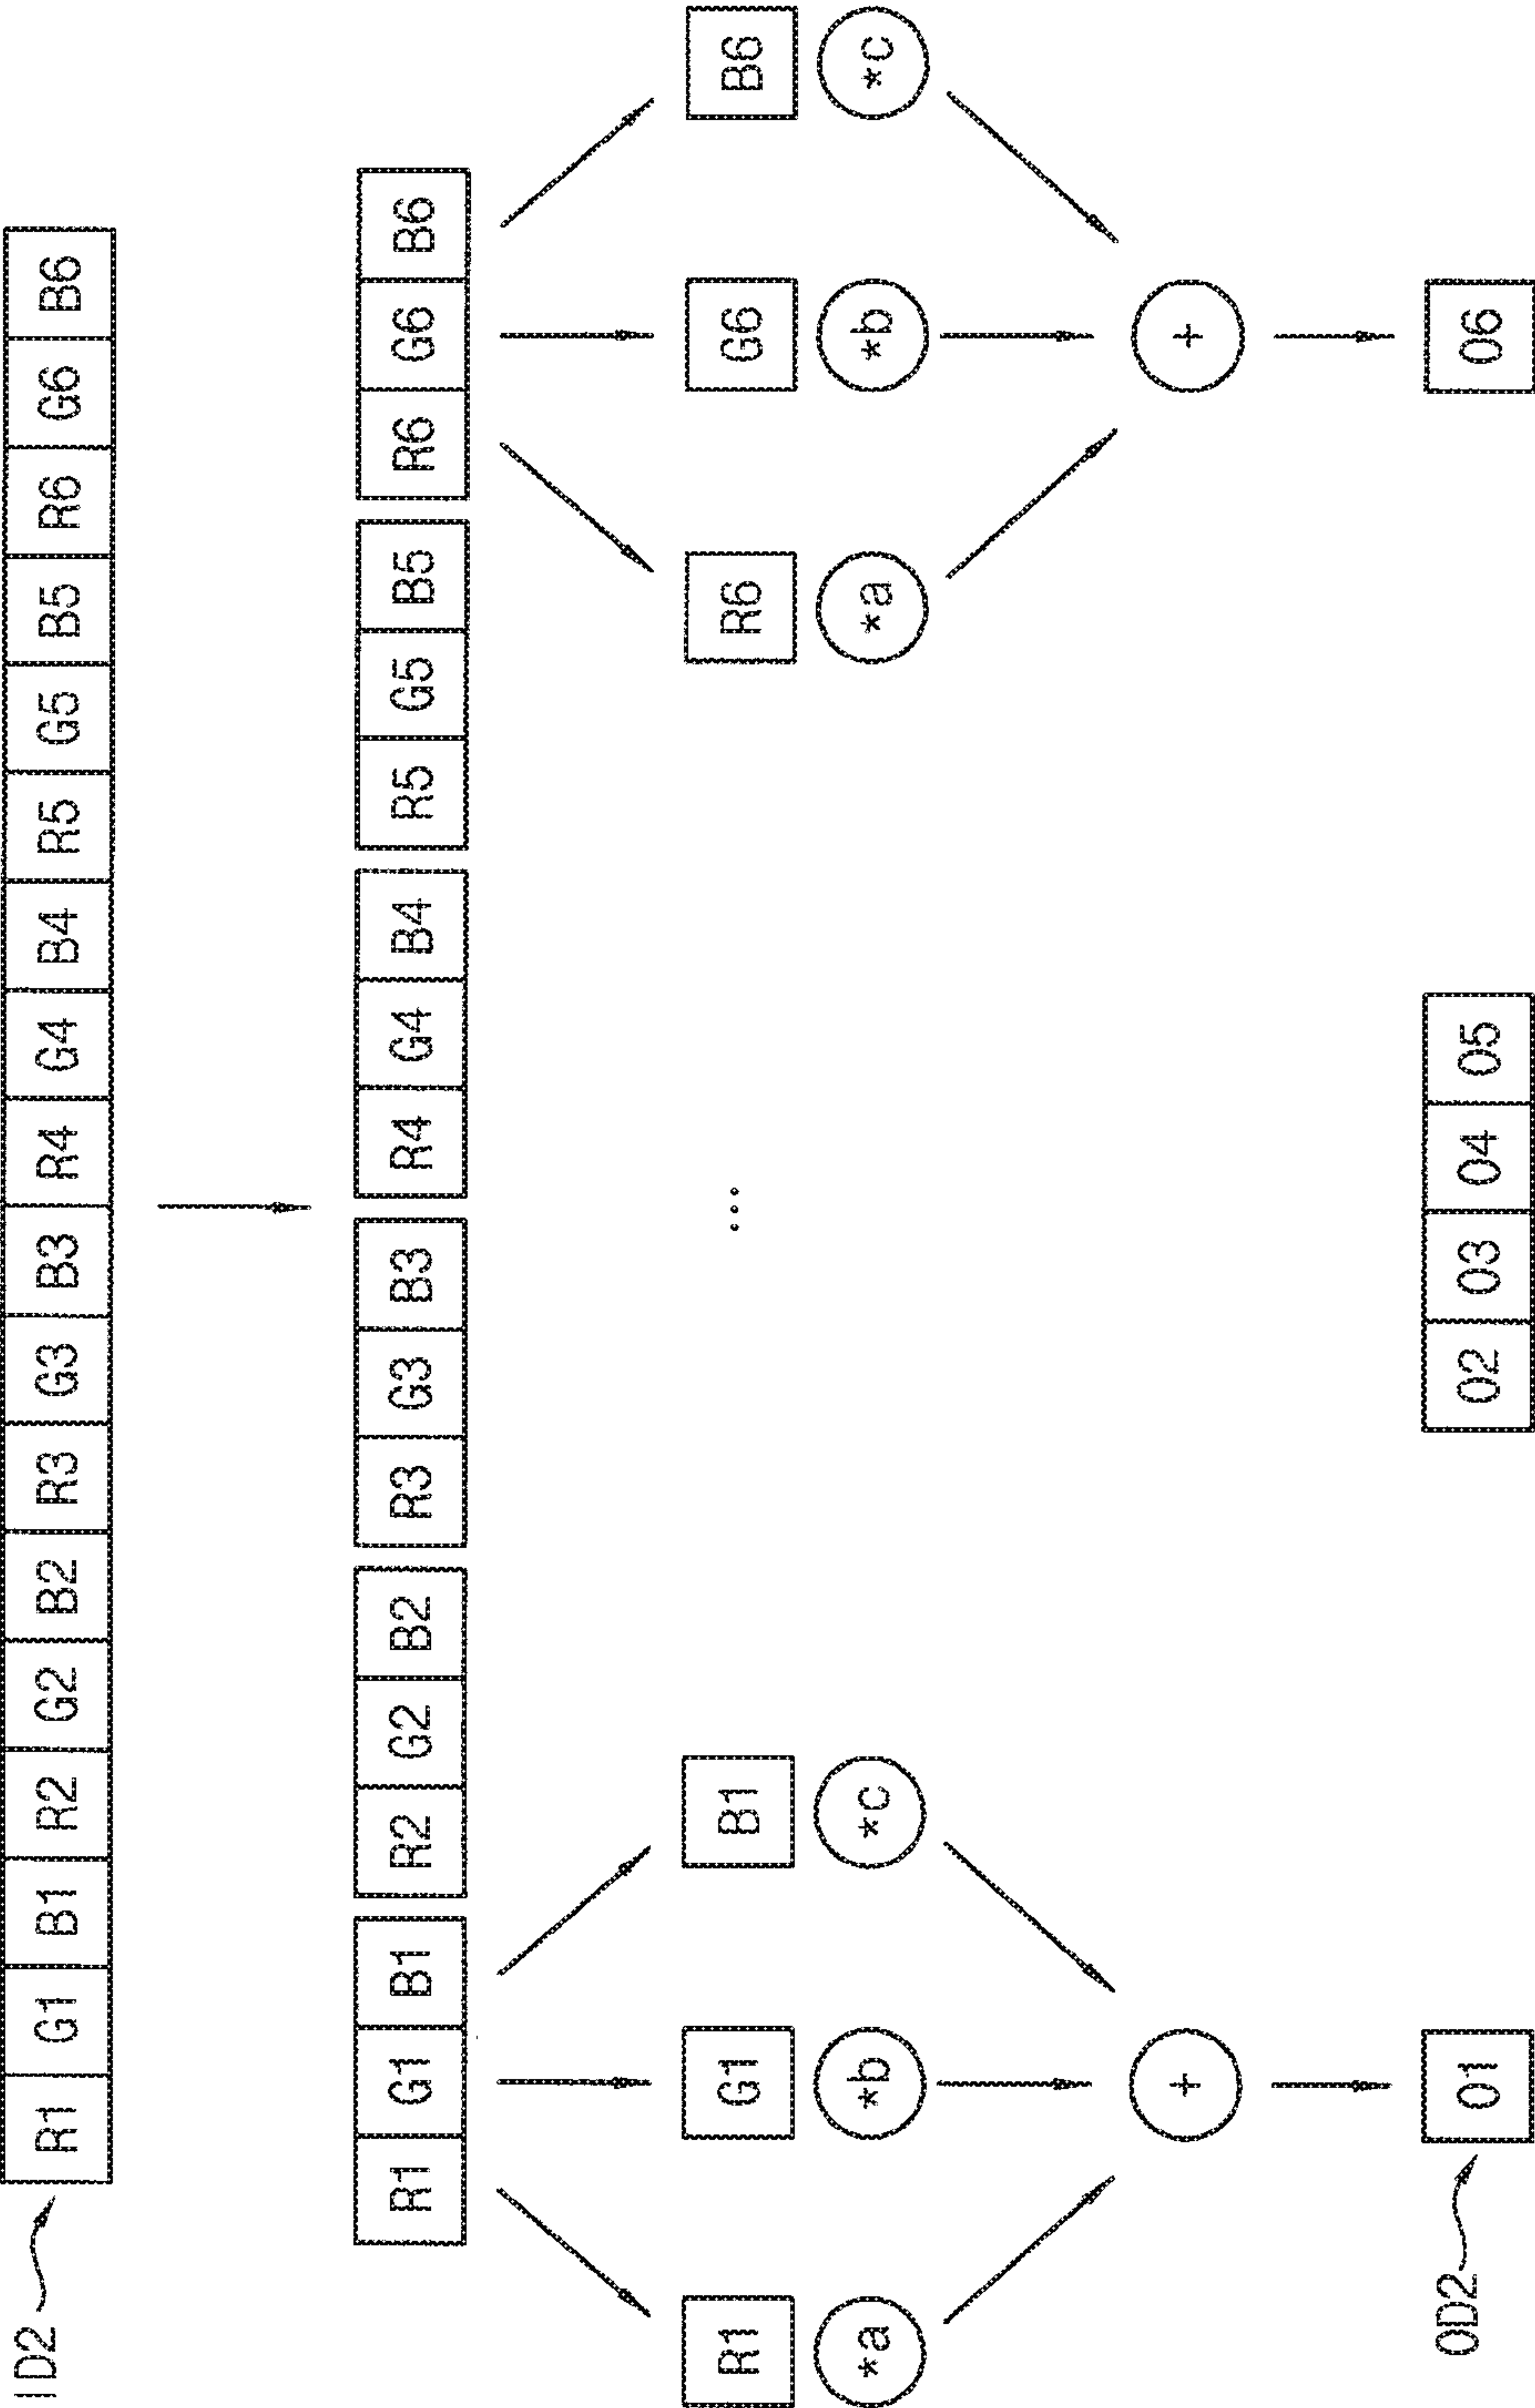 ID2
R1 G1 B1 R2 G2 B2 R3 G3 B3 R4 G4 B4 R5 G5 B5 R6 G6 B6
R1 G1 B1 R2 G2 B2 R3 G3 B3 R4 G4 B4 R5 G5 B5 R6 G6 B6
R1 G1 B1 ... R6 G6 B6
*a *b *c *a *b *c
+ +
OD2
O1 O2 O3 O4 O5 O6